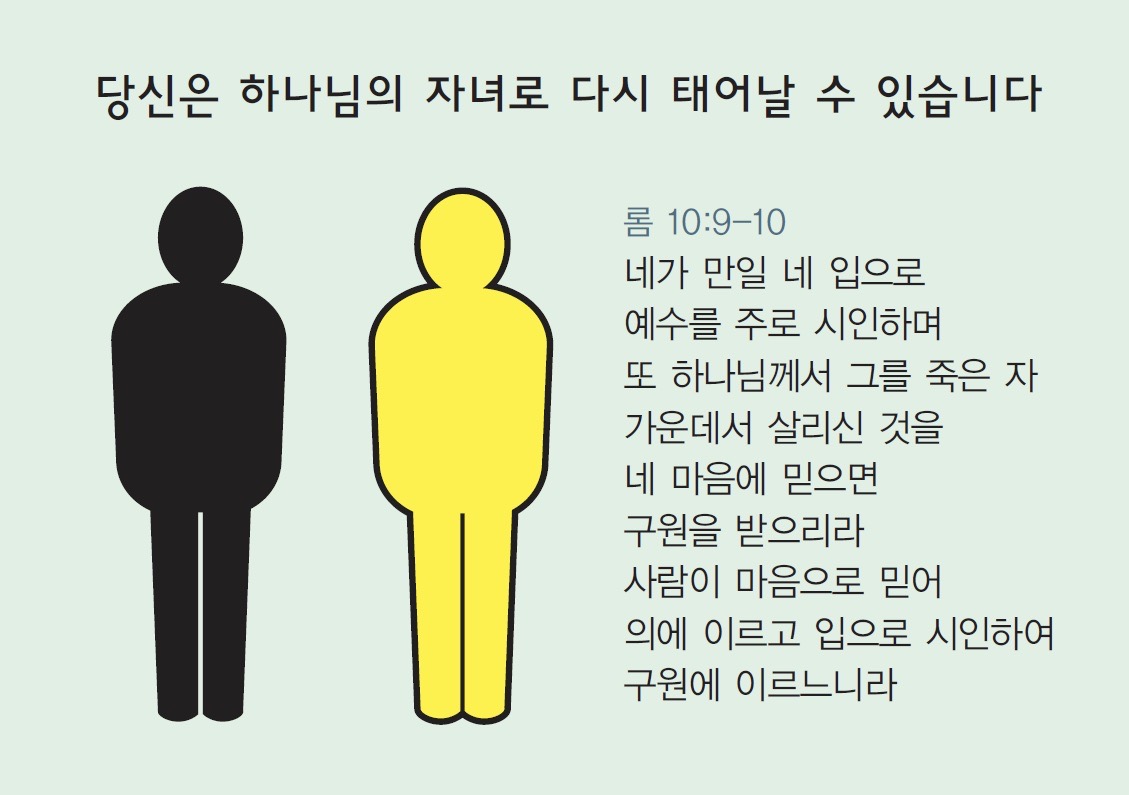 당신은 하나님의 자녀로 다시 태어날 수 있습니다
롬 10:9–10
네가 만일 네 입으로
예수를 주로 시인하며
또 하나님께서 그를 죽은 자
가운데서 살리신 것을
네 마음에 믿으면
구원을 받으리라
사람이 마음으로 믿어
의에 이르고 입으로 시인하여
구원에 이르느니라